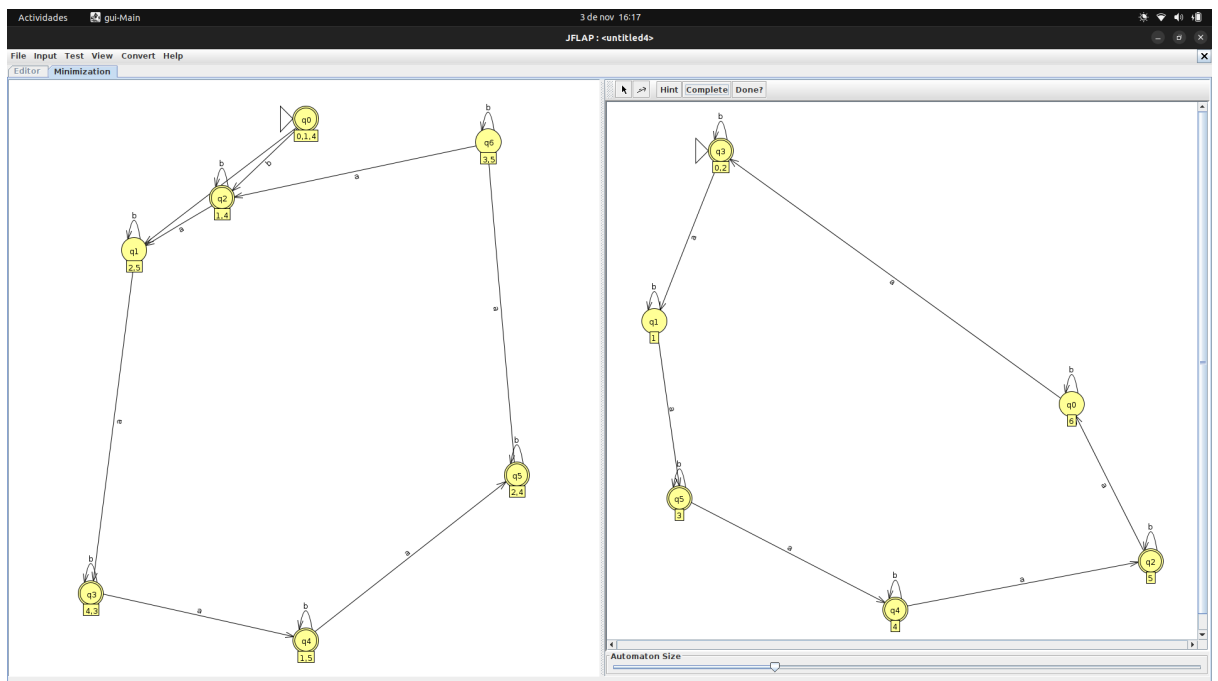 Actividades gui-Main 3 de nov 16:17
JFLAP : <untitled4>
File Input Test View Convert Help
Editor Minimization
Hint Complete Done?
q0
0,1,4
b
q6
3,5
b
b
q2
1,4
a
a
b
q1
2,5
a
a
b
q5
2,4
a
b
q3
4,3
a
b
q4
1,5
b
q3
0,2
a
a
b
q1
1
a
b
q0
6
a
b
q5
3
a
b
q2
5
a
b
q4
4
Automaton Size